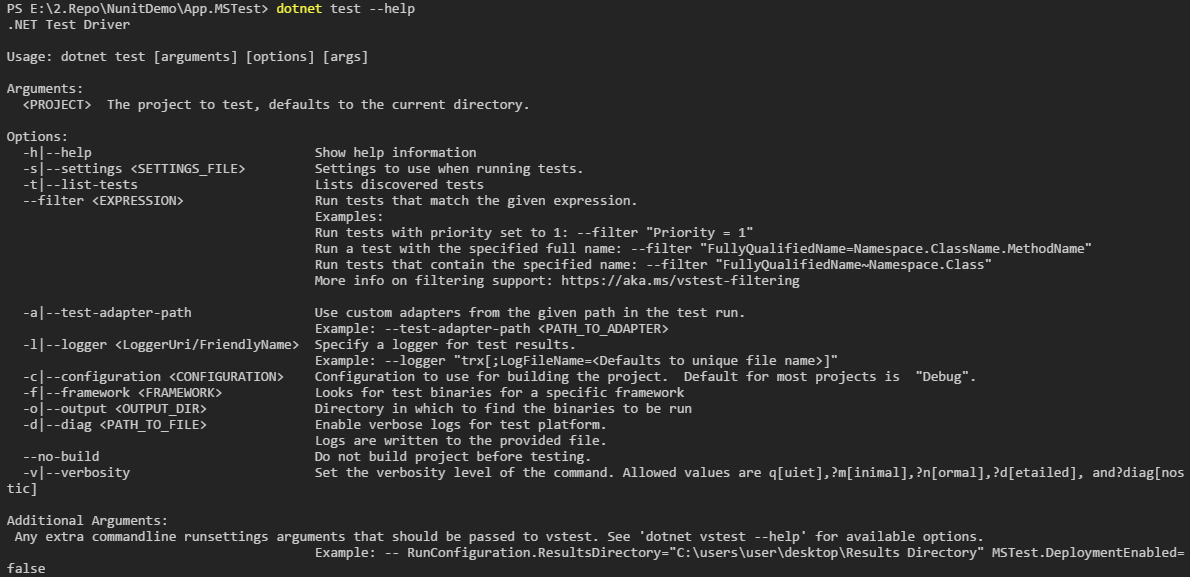 PS E:\2.Repo\NunitDemo\App.MSTest> dotnet test --help
.NET Test Driver
Usage: dotnet test [arguments] [options] [args]
Arguments:
<PROJECT>  The project to test, defaults to the current directory.
Options:
-h|--help                             Show help information
-s|--settings <SETTINGS_FILE>         Settings to use when running tests.
-t|--list-tests                       Lists discovered tests
--filter <EXPRESSION>                 Run tests that match the given expression.
Examples:
Run tests with priority set to 1: --filter "Priority = 1"
Run a test with the specified full name: --filter "FullyQualifiedName=Namespace.ClassName.MethodName"
Run tests that contain the specified name: --filter "FullyQualifiedName~Namespace.Class"
More info on filtering support: https://aka.ms/vstest-filtering
-a|--test-adapter-path                Use custom adapters from the given path in the test run.
Example: --test-adapter-path <PATH_TO_ADAPTER>
-l|--logger <LoggerUri/FriendlyName>  Specify a logger for test results.
Example: --logger "trx[;LogFileName=<Defaults to unique file name>]"
-c|--configuration <CONFIGURATION>    Configuration to use for building the project.  Default for most projects is  "Debug".
-f|--framework <FRAMEWORK>            Looks for test binaries for a specific framework
-o|--output <OUTPUT_DIR>              Directory in which to find the binaries to be run
-d|--diag <PATH_TO_FILE>              Enable verbose logs for test platform.
Logs are written to the provided file.
--no-build                            Do not build project before testing.
-v|--verbosity                        Set the verbosity level of the command. Allowed values are q[uiet],?m[inimal],?n[ormal],?d[etailed], and?diag[nos
tic]
Additional Arguments:
Any extra commandline runsettings arguments that should be passed to vstest. See 'dotnet vstest --help' for available options.
Example: -- RunConfiguration.ResultsDirectory="C:\users\user\desktop\Results Directory" MSTest.DeploymentEnabled=
false